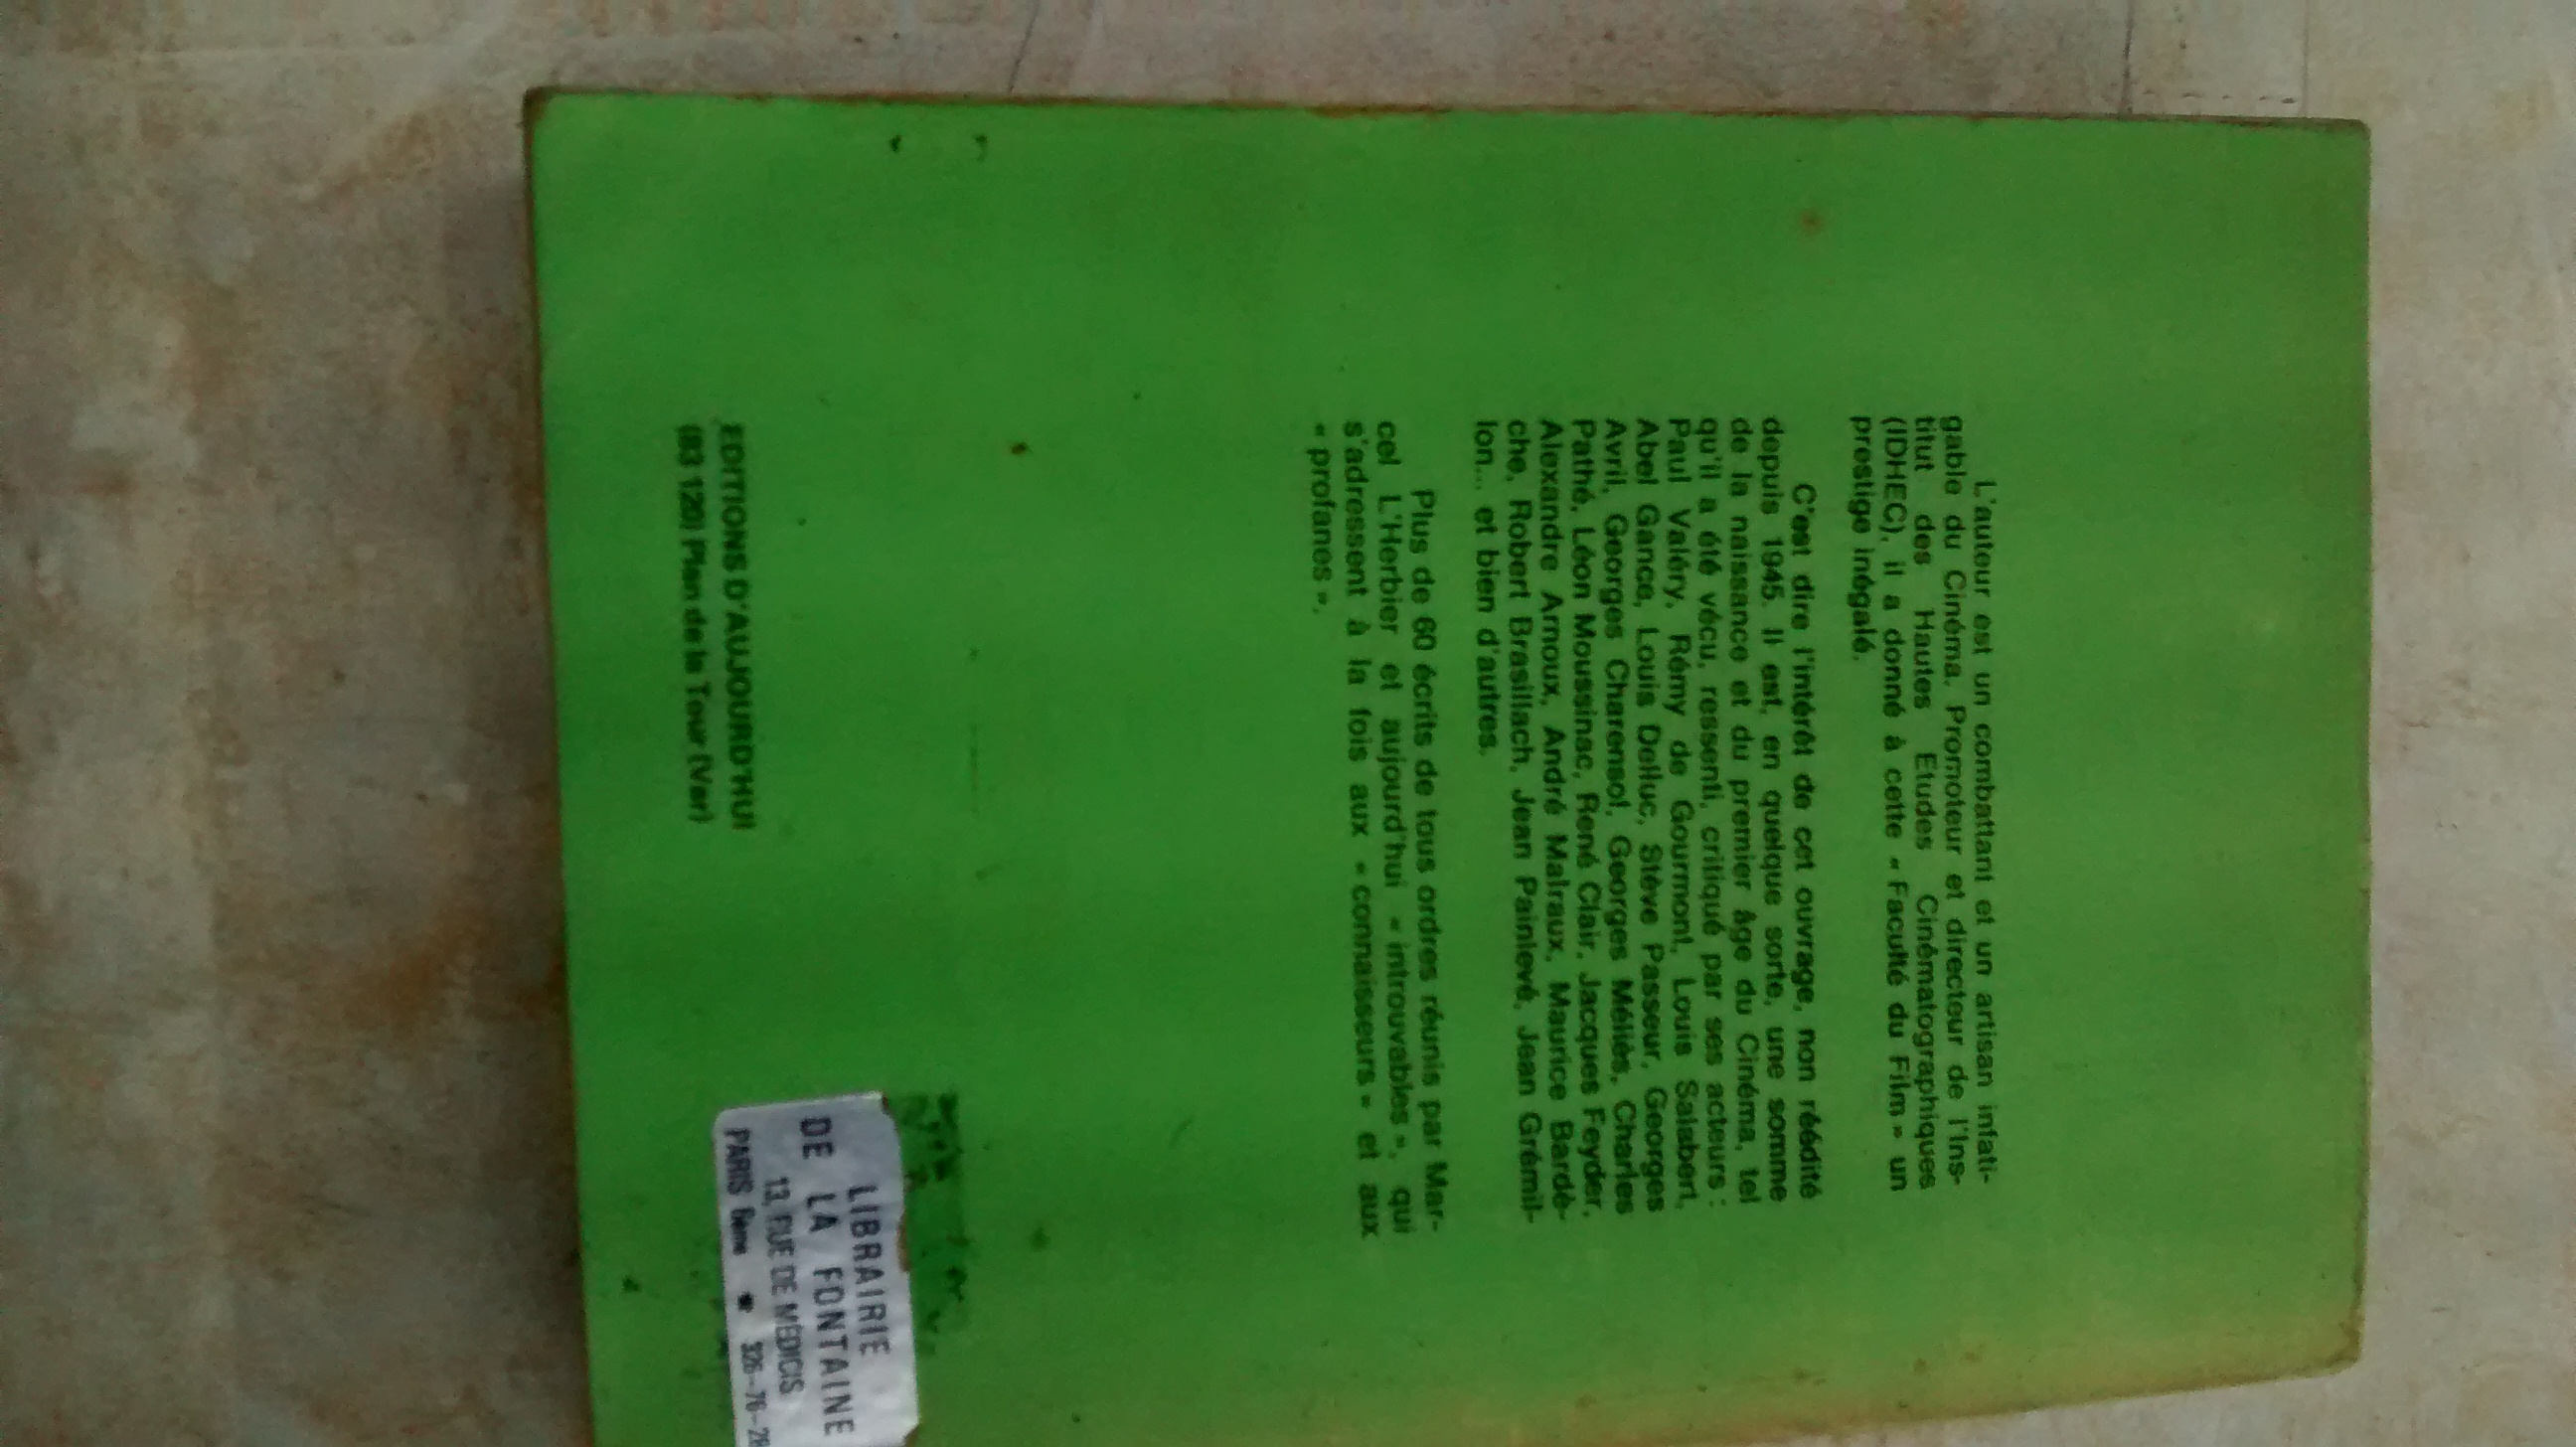 L'auteur est un combattant et un artisan infati-
gable du Cinéma. Promoteur et directeur de l'Ins-
titut des Hautes Etudes Cinématographiques
(IDHEC), il a donné à cette « Faculté du Film » un
prestige inégalé.
C'est dire l'intérêt de cet ouvrage, non réédité
depuis 1945. Il est, en quelque sorte, une somme
de la naissance et du premier âge du Cinéma, tel
qu'il a été vécu, ressenti, critiqué par ses acteurs :
Paul Valéry, Rémy de Gourmont, Louis Salabert,
Abel Gance, Louis Delluc, Stève Passeur, Georges
Avril, Georges Charensol, Georges Méliès, Charles
Pathé, Léon Moussinac, René Clair, Jacques Feyder,
Alexandre Arnoux, André Malraux, Maurice Bardè-
che, Robert Brasillach, Jean Painlevé, Jean Grémil-
lon... et bien d'autres.
Plus de 60 écrits de tous ordres réunis par Mar-
cel L'Herbier et aujourd'hui « introuvables », qui
s'adressent à la fois aux « connaisseurs » et aux
« profanes ».
EDITIONS D'AUJOURD'HUI
(83 120) Plan de la Tour (Var)
LIBRAIRIE
DE LA FONTAINE
13, RUE DE MÉDICIS
PARIS 6eme ☎ 326-76-28